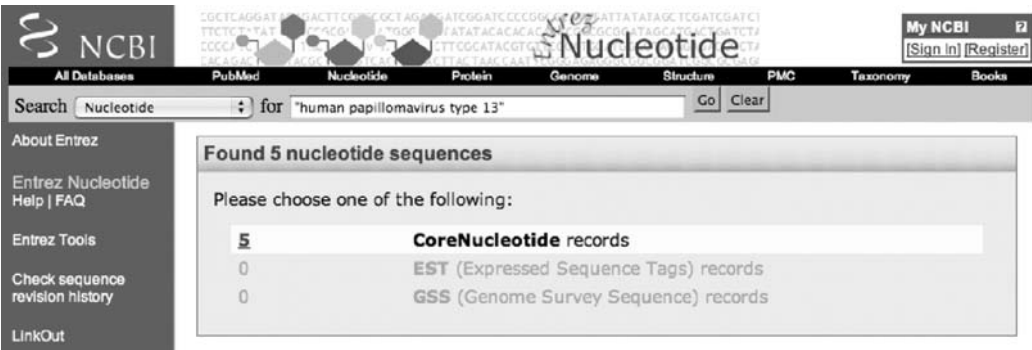 NCBI
Entrez Nucleotide
My NCBI ?
[Sign In] [Register]
All Databases PubMed Nucleotide Protein Genome Structure PMC Taxonomy Books
Search Nucleotide for "human papillomavirus type 13" Go Clear
About Entrez
Entrez Nucleotide
Help | FAQ
Entrez Tools
Check sequence
revision history
LinkOut
Found 5 nucleotide sequences
Please choose one of the following:
5 CoreNucleotide records
0 EST (Expressed Sequence Tags) records
0 GSS (Genome Survey Sequence) records